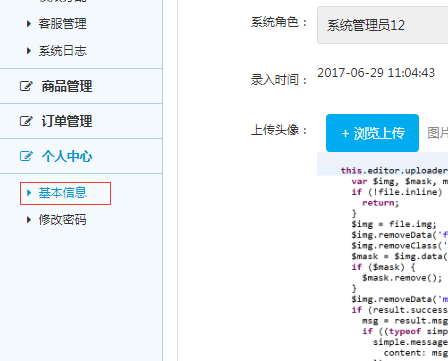 客服管理
系统日志
商品管理
订单管理
个人中心
基本信息
修改密码
系统角色：
系统管理员12
录入时间：
2017-06-29 11:04:43
上传头像：
+ 浏览上传
图片
this.editor.uploader
var $img, $mask, m
if (!file.inline)
return;
}
$img = file.img;
$img.removeData('f
$img.removeClass('
$mask = $img.data(
if ($mask) {
$mask.remove();
}
$img.removeData('m
if (result.success
msg = result.msg
if ((typeof simp
simple.message
content: msg